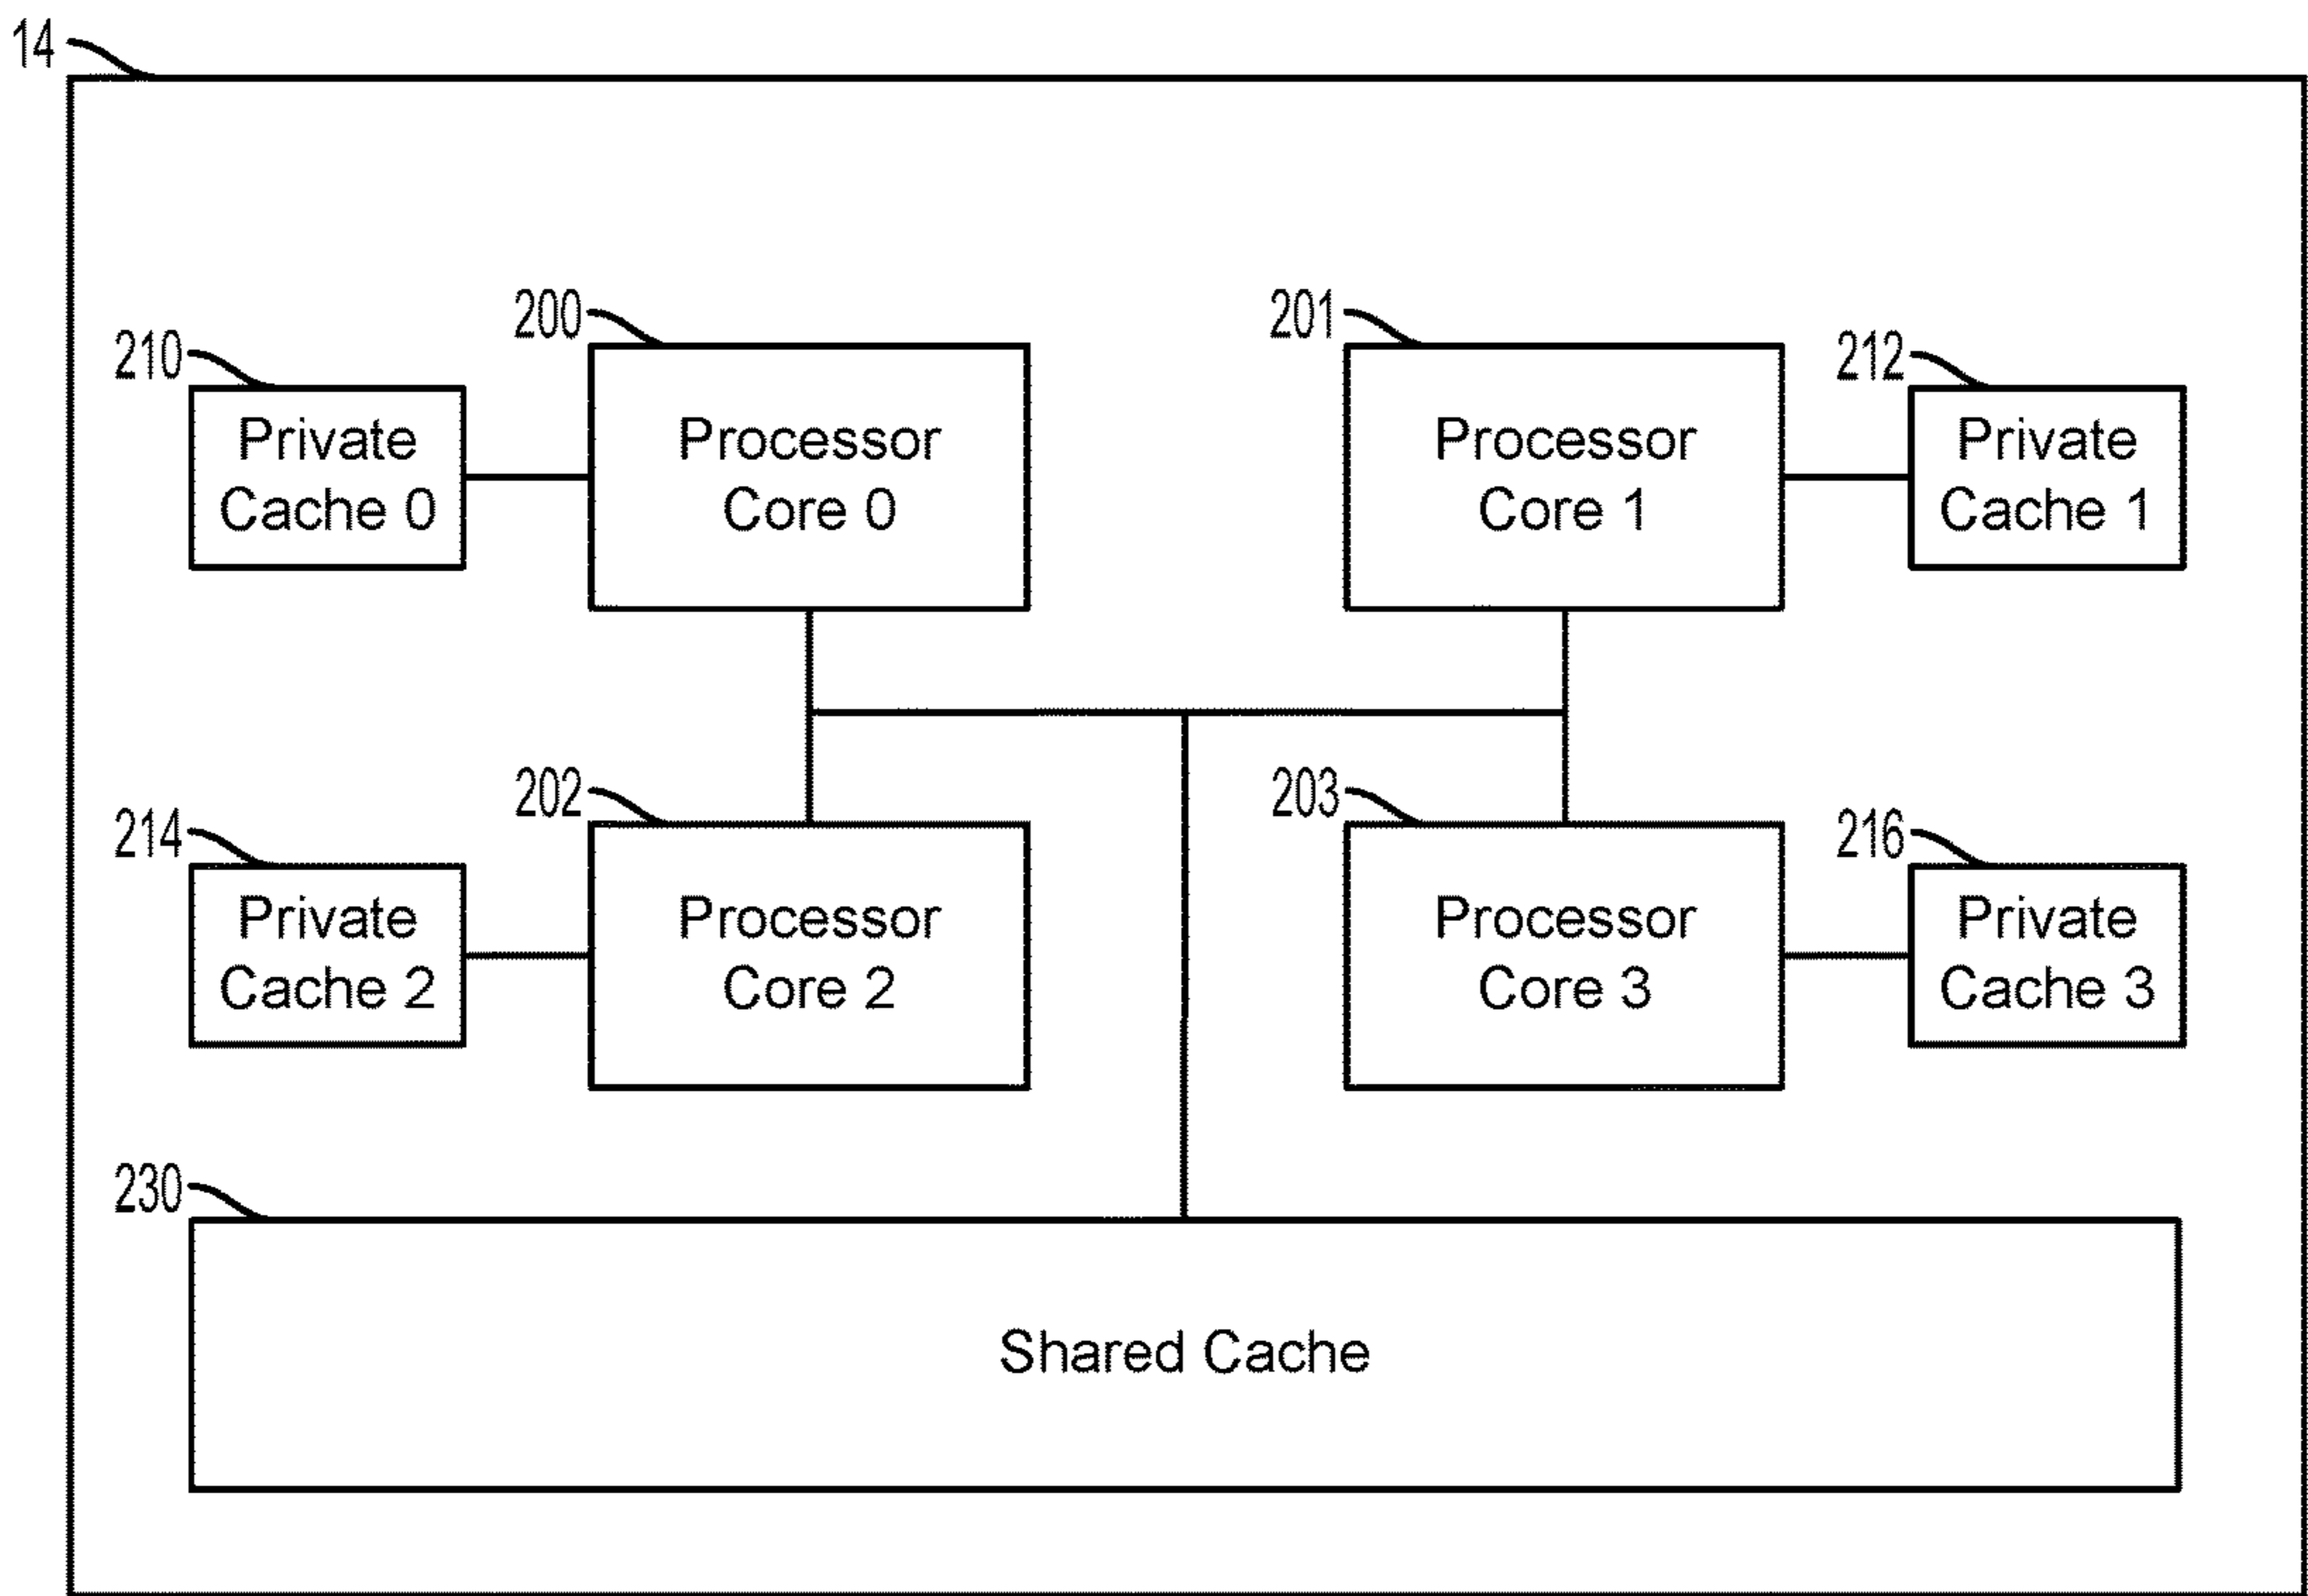 14
200
201
210
212
Private
Cache 0
Processor
Core 0
Processor
Core 1
Private
Cache 1
202
203
214
216
Private
Cache 2
Processor
Core 2
Processor
Core 3
Private
Cache 3
230
Shared Cache